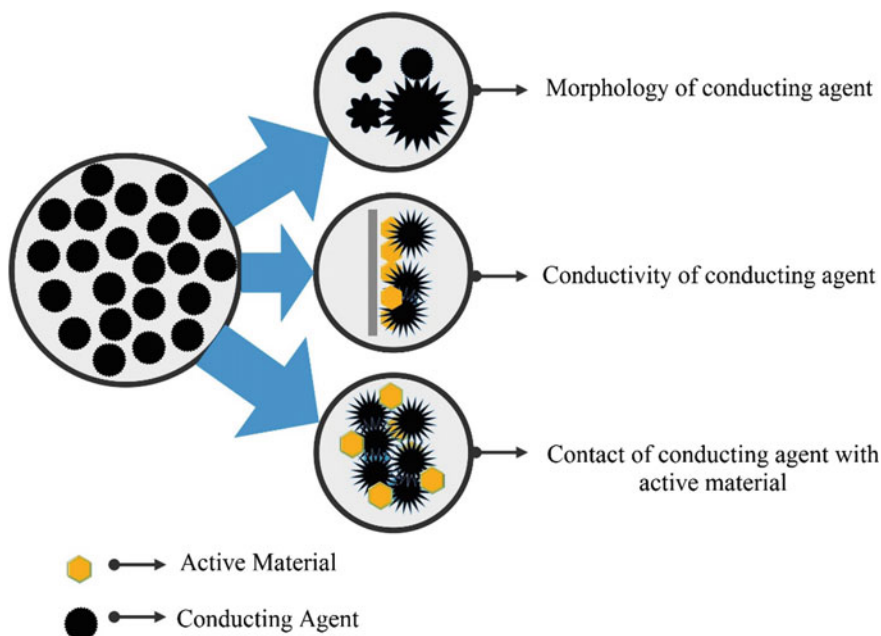 Morphology of conducting agent
Conductivity of conducting agent
Contact of conducting agent with
active material
Active Material
Conducting Agent